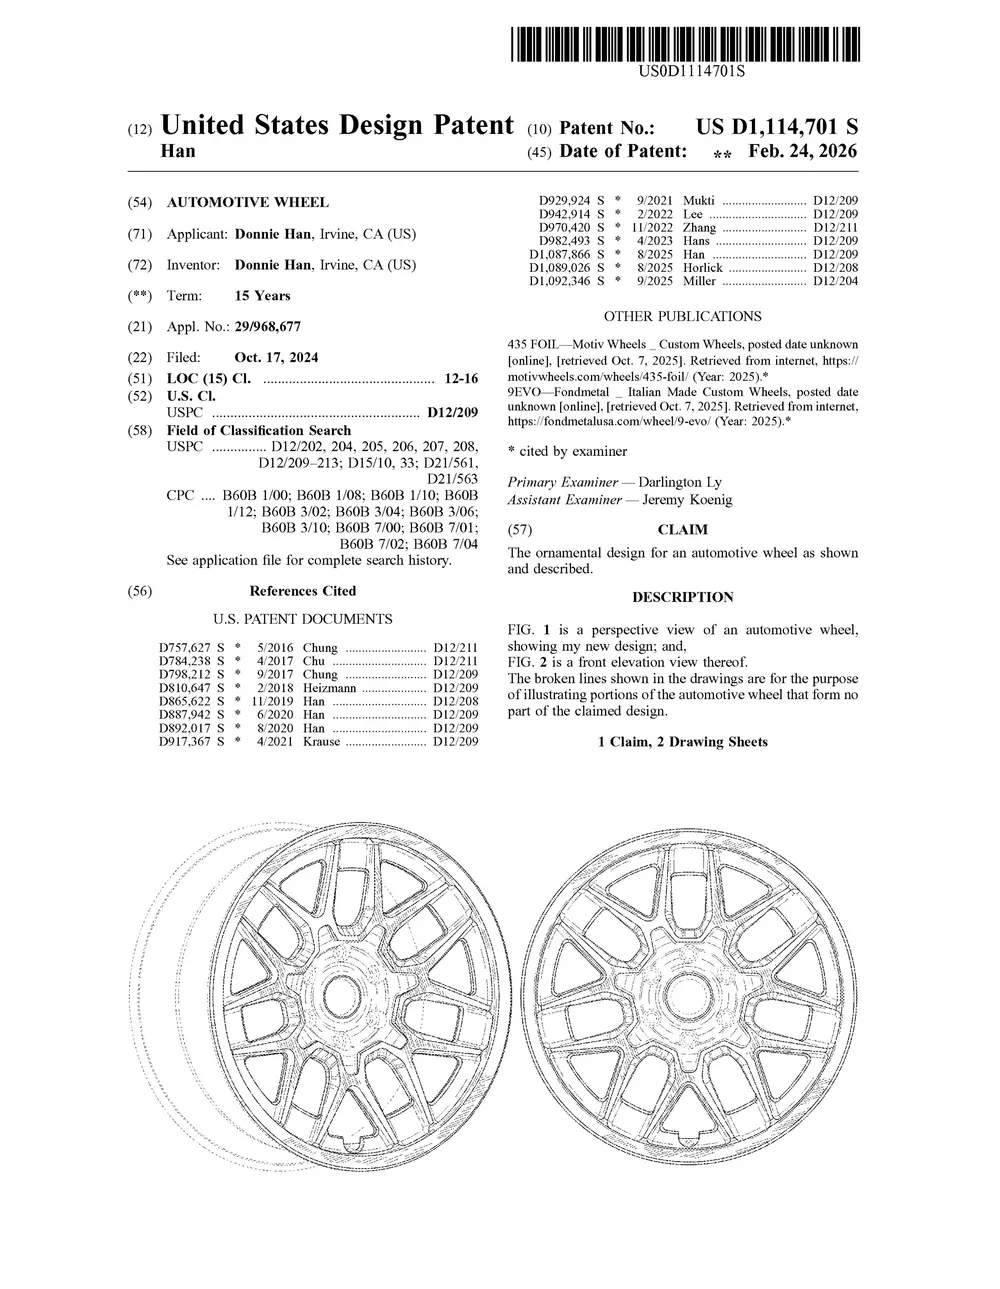 US0D1114701S
(12) United States Design Patent
Han
(10) Patent No.: US D1,114,701 S
(45) Date of Patent: ** Feb. 24, 2026
(54) AUTOMOTIVE WHEEL
(71) Applicant: Donnie Han, Irvine, CA (US)
(72) Inventor: Donnie Han, Irvine, CA (US)
(**) Term: 15 Years
(21) Appl. No.: 29/968,677
(22) Filed: Oct. 17, 2024
(51) LOC (15) Cl. .............................................. 12-16
(52) U.S. Cl.
USPC ........................................................ D12/209
(58) Field of Classification Search
USPC ............... D12/202, 204, 205, 206, 207, 208,
D12/209–213; D15/10, 33; D21/561,
D21/563
CPC .... B60B 1/00; B60B 1/08; B60B 1/10; B60B
1/12; B60B 3/02; B60B 3/04; B60B 3/06;
B60B 3/10; B60B 7/00; B60B 7/01;
B60B 7/02; B60B 7/04
See application file for complete search history.
(56) References Cited
U.S. PATENT DOCUMENTS
D757,627 S * 5/2016 Chung ......................... D12/211
D784,238 S * 4/2017 Chu ............................. D12/211
D798,212 S * 9/2017 Chung ......................... D12/209
D810,647 S * 2/2018 Heizmann .................... D12/209
D865,622 S * 11/2019 Han ............................. D12/208
D887,942 S * 6/2020 Han ............................. D12/209
D892,017 S * 8/2020 Han ............................. D12/209
D917,367 S * 4/2021 Krause ......................... D12/209
D929,924 S * 9/2021 Mukti .......................... D12/209
D942,914 S * 2/2022 Lee .............................. D12/209
D970,420 S * 11/2022 Zhang .......................... D12/211
D982,493 S * 4/2023 Hans ............................ D12/209
D1,087,866 S * 8/2025 Han ............................. D12/209
D1,089,026 S * 8/2025 Horlick ........................ D12/208
D1,092,346 S * 9/2025 Miller .......................... D12/204
OTHER PUBLICATIONS
435 FOIL—Motiv Wheels _ Custom Wheels, posted date unknown
[online], [retrieved Oct. 7, 2025]. Retrieved from internet, https://
motivwheels.com/wheels/435-foil/ (Year: 2025).*
9EVO—Fondmetal _ Italian Made Custom Wheels, posted date
unknown [online], [retrieved Oct. 7, 2025]. Retrieved from internet,
https://fondmetalusa.com/wheel/9-evo/ (Year: 2025).*
* cited by examiner
Primary Examiner — Darlington Ly
Assistant Examiner — Jeremy Koenig
(57) CLAIM
The ornamental design for an automotive wheel as shown
and described.
DESCRIPTION
FIG. 1 is a perspective view of an automotive wheel,
showing my new design; and,
FIG. 2 is a front elevation view thereof.
The broken lines shown in the drawings are for the purpose
of illustrating portions of the automotive wheel that form no
part of the claimed design.
1 Claim, 2 Drawing Sheets